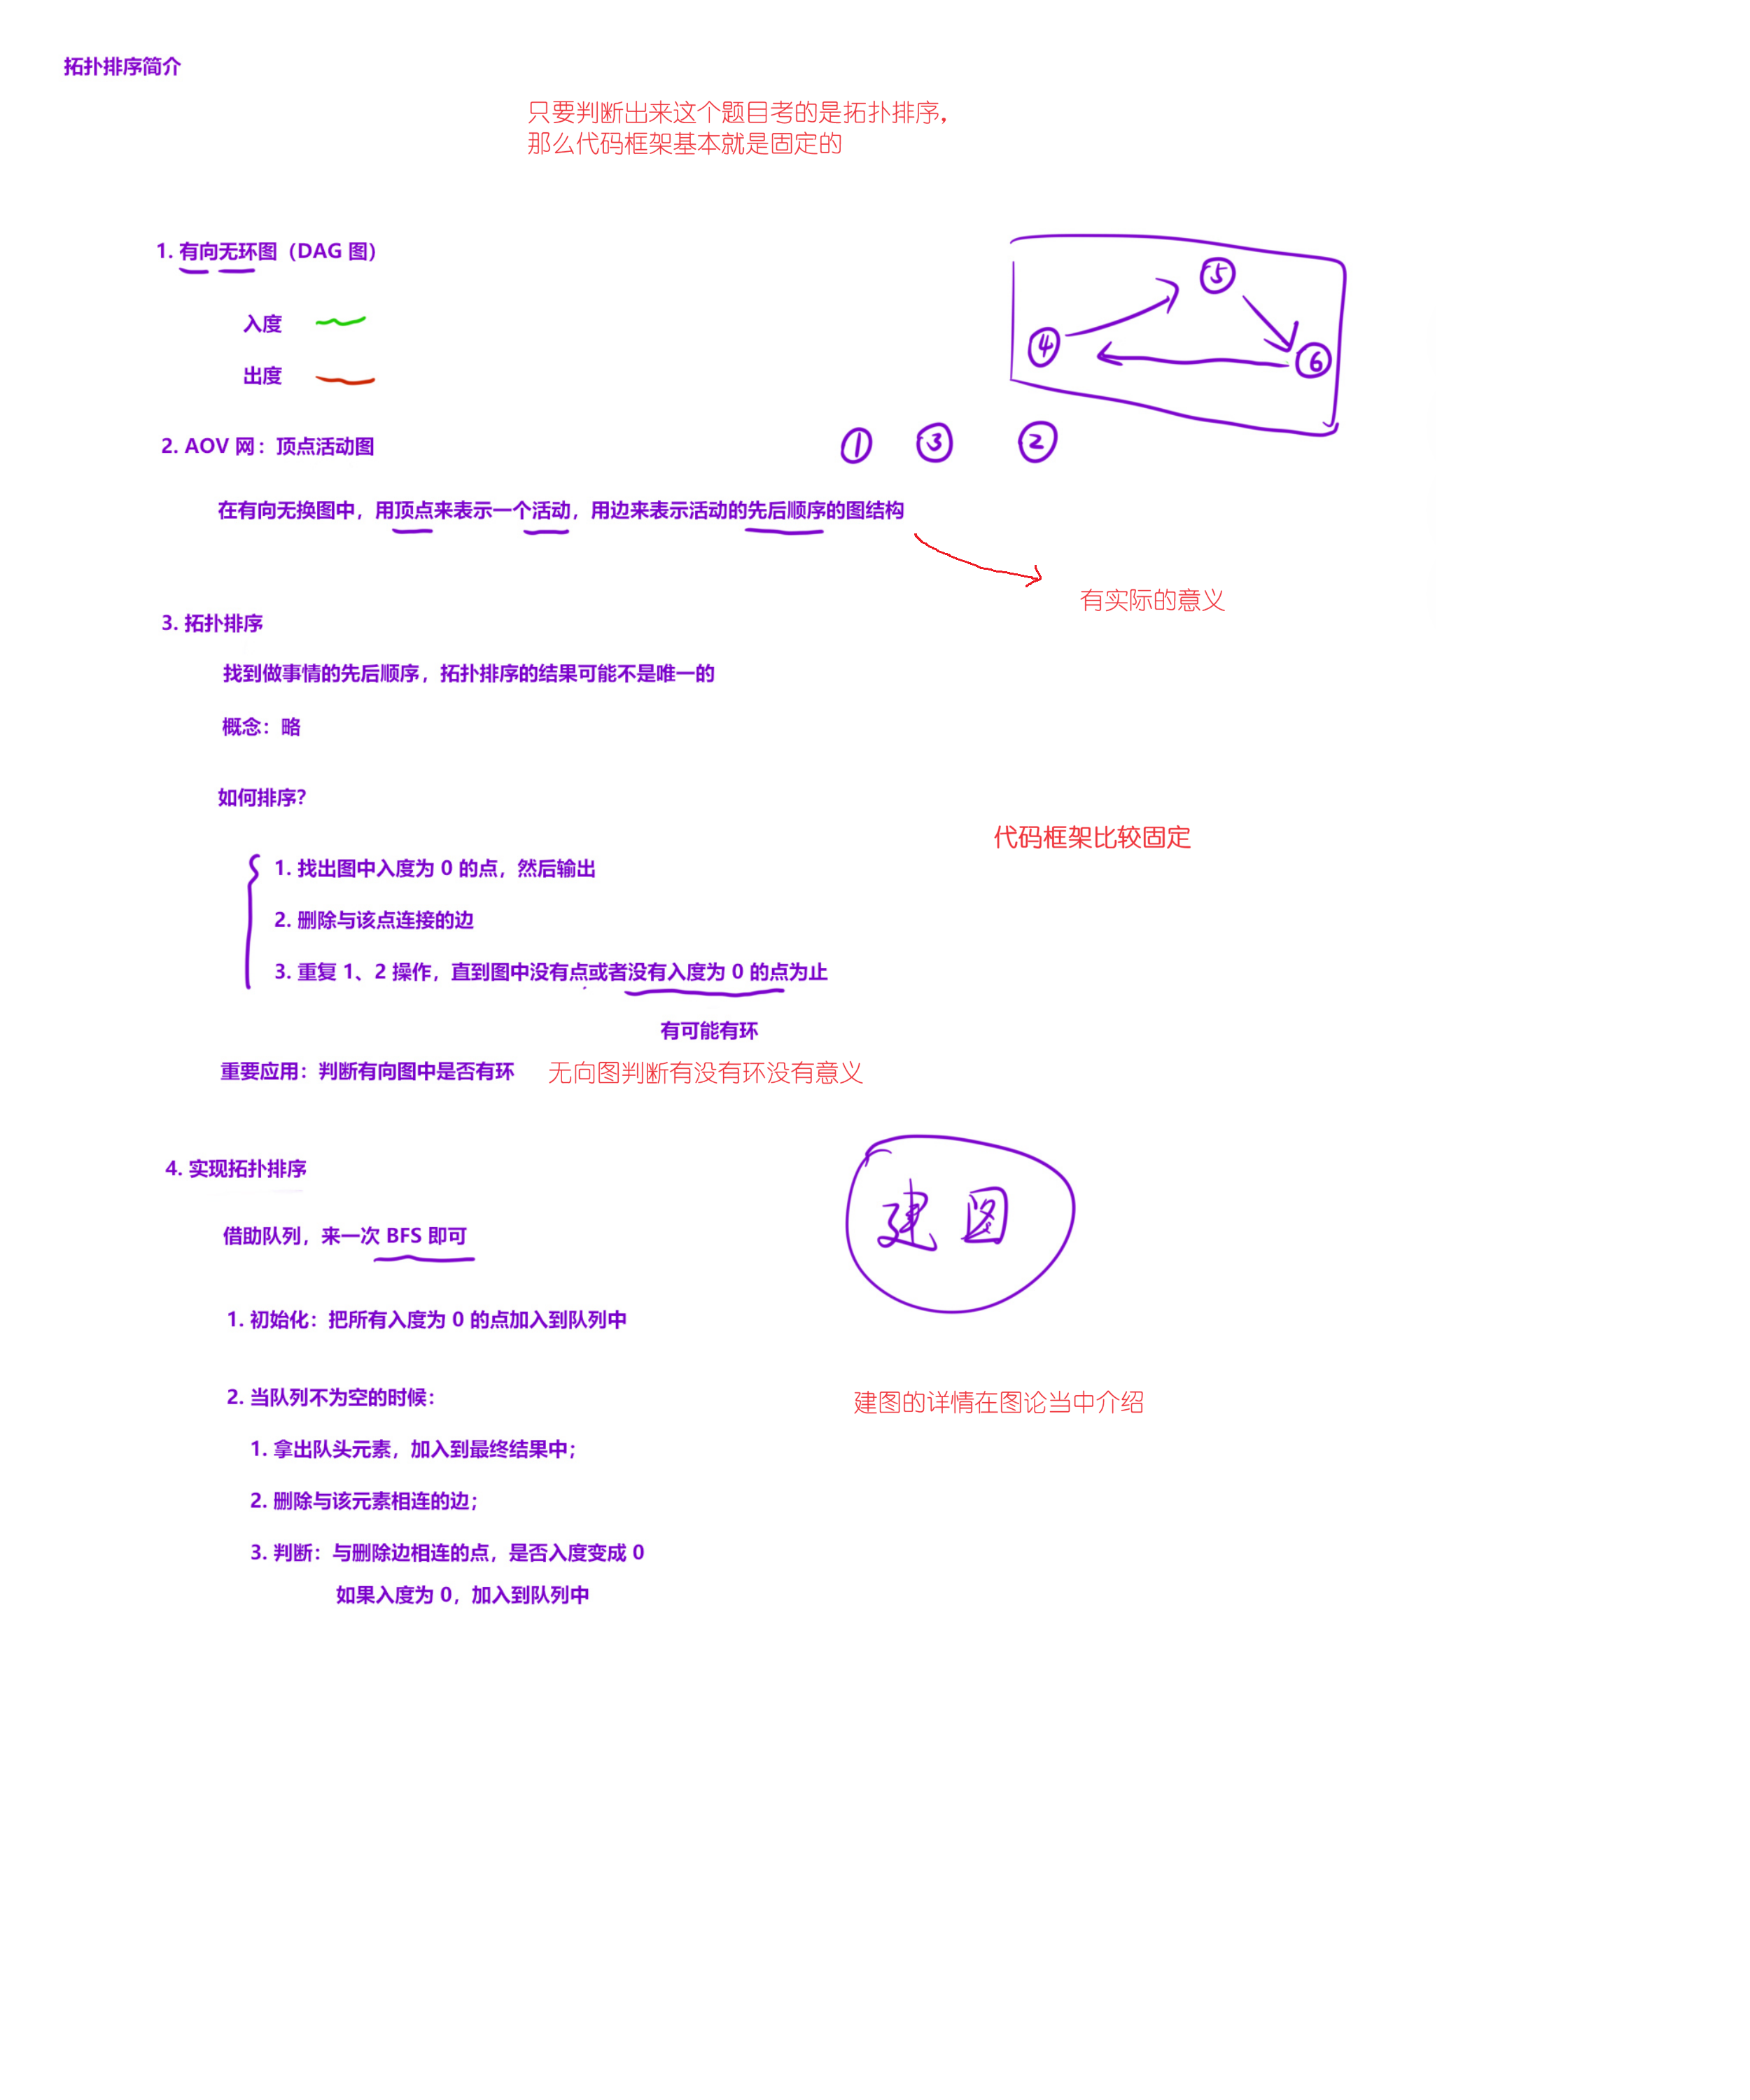 拓扑排序简介
只要判断出来这个题目考的是拓扑排序，
那么代码框架基本就是固定的
1. 有向无环图（DAG 图）
入度
出度
⑤
④
⑥
2. AOV 网：顶点活动图
① ③ ②
在有向无换图中，用顶点来表示一个活动，用边来表示活动的先后顺序的图结构
有实际的意义
3. 拓扑排序
找到做事情的先后顺序，拓扑排序的结果可能不是唯一的
概念：略
如何排序？
代码框架比较固定
1. 找出图中入度为 0 的点，然后输出
2. 删除与该点连接的边
3. 重复 1、2 操作，直到图中没有点或者没有入度为 0 的点为止
有可能有环
重要应用：判断有向图中是否有环
无向图判断有没有环没有意义
4. 实现拓扑排序
建图
借助队列，来一次 BFS 即可
1. 初始化：把所有入度为 0 的点加入到队列中
2. 当队列不为空的时候：
建图的详情在图论当中介绍
1. 拿出队头元素，加入到最终结果中；
2. 删除与该元素相连的边；
3. 判断：与删除边相连的点，是否入度变成 0
如果入度为 0，加入到队列中